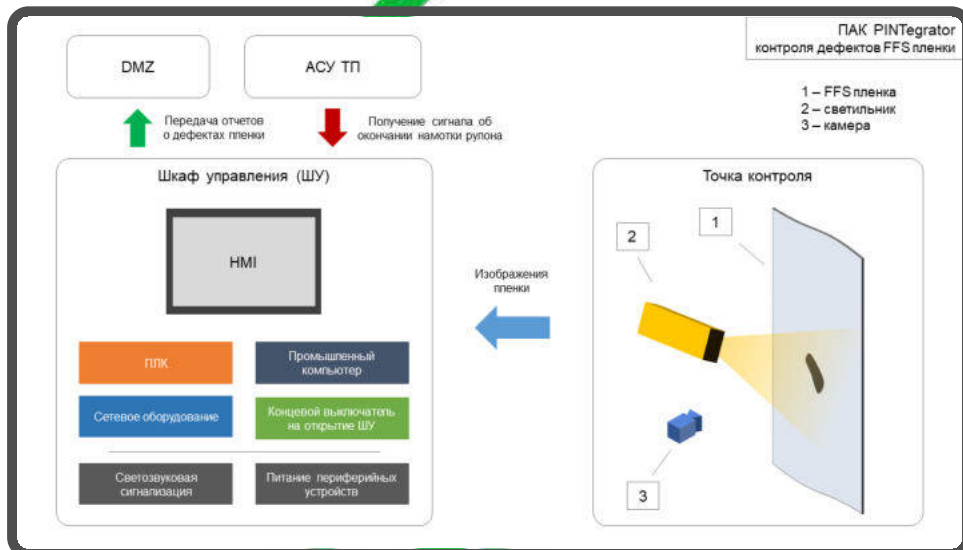 ПАК PINTegrator
контроля дефектов FFS пленки
DMZ
АСУ ТП
1 – FFS пленка
2 – светильник
3 – камера
Передача отчетов
о дефектах пленки
Получение сигнала об
окончании намотки рулона
Шкаф управления (ШУ)
HMI
ПЛК
Промышленный
компьютер
Сетевое оборудование
Концевой выключатель
на открытие ШУ
Светозвуковая
сигнализация
Питание периферийных
устройств
Изображения
пленки
Точка контроля
1
2
3